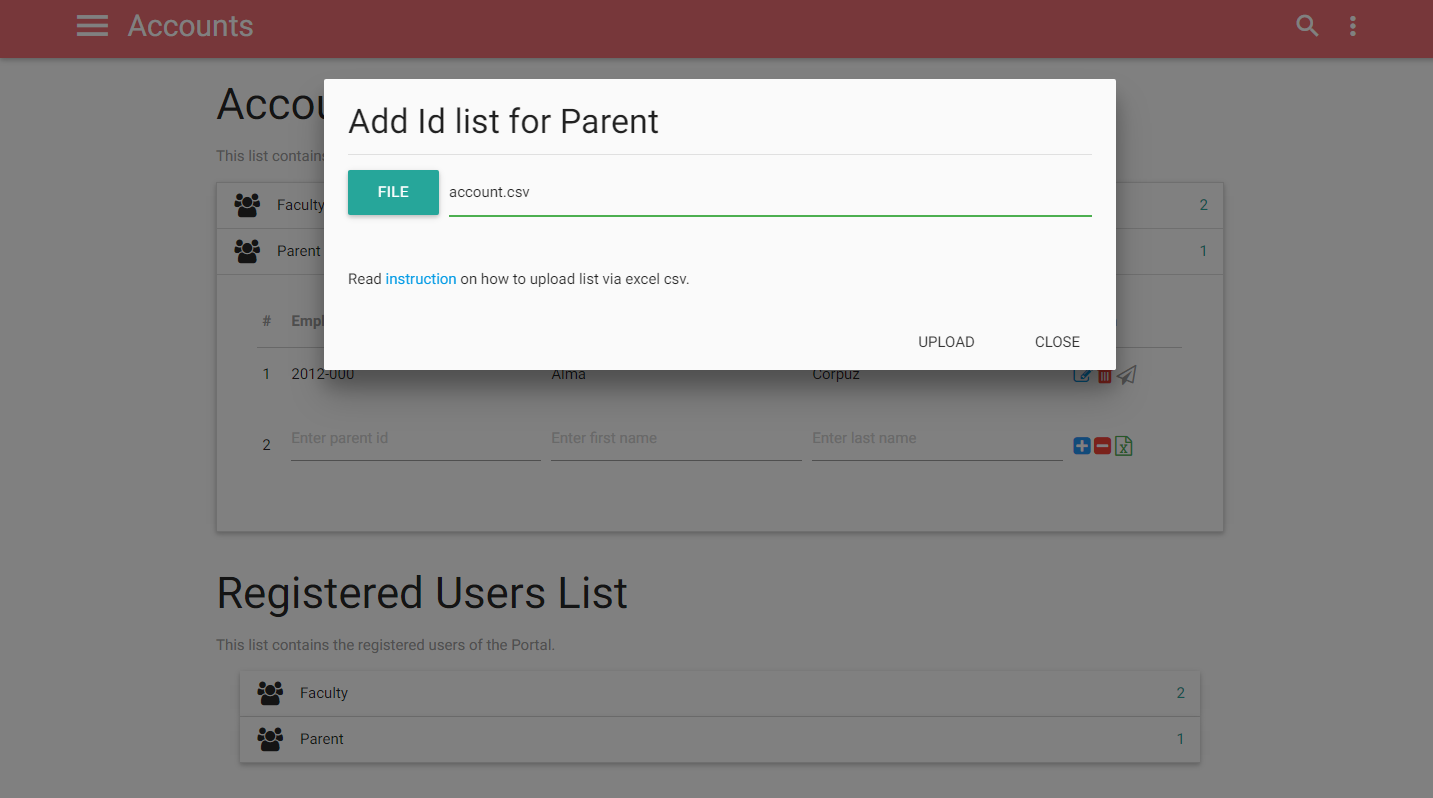 Accounts
Accou
This list contains
Add Id list for Parent
FILE account.csv
Read instruction on how to upload list via excel csv.
UPLOAD CLOSE
Faculty 2
Parent 1
# Empl
1 2012-000 Alma Corpuz
2 Enter parent id Enter first name Enter last name
Registered Users List
This list contains the registered users of the Portal.
Faculty 2
Parent 1